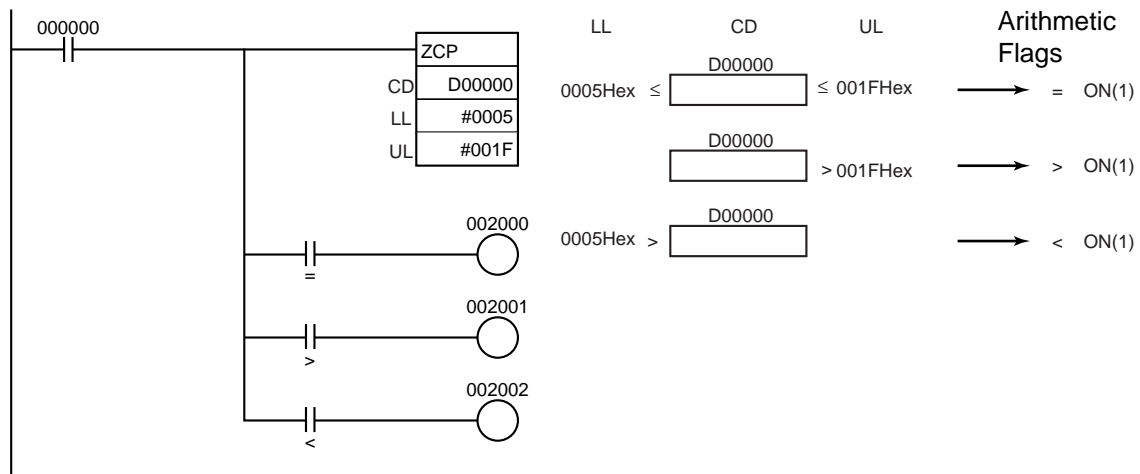 000000
ZCP
CD D00000
LL #0005
UL #001F
002000
=
002001
>
002002
<
LL CD UL Arithmetic
Flags
D00000
0005Hex ≤ ≤ 001FHex = ON(1)
D00000
> 001FHex > ON(1)
D00000
0005Hex > < ON(1)